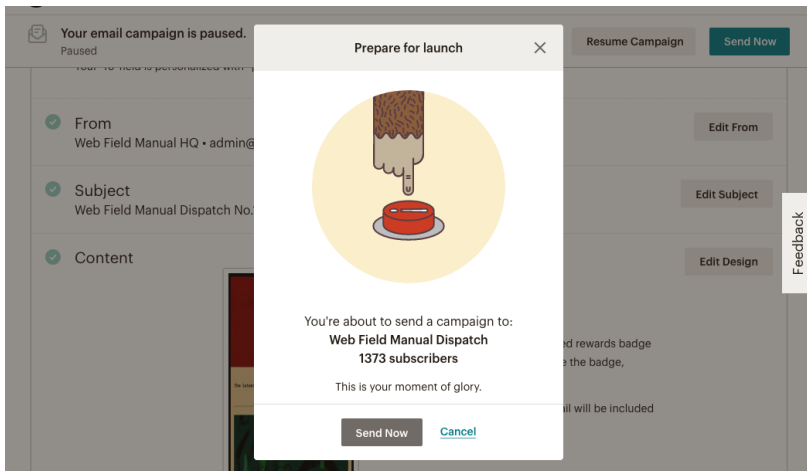 Your email campaign is paused.
Paused
Resume Campaign
Send Now
Prepare for launch
From
Web Field Manual HQ • admin@
Edit From
Subject
Web Field Manual Dispatch No.
Edit Subject
Content
Edit Design
Feedback
You're about to send a campaign to:
Web Field Manual Dispatch
1373 subscribers
This is your moment of glory.
Send Now
Cancel
ed rewards badge
the badge,
ail will be included